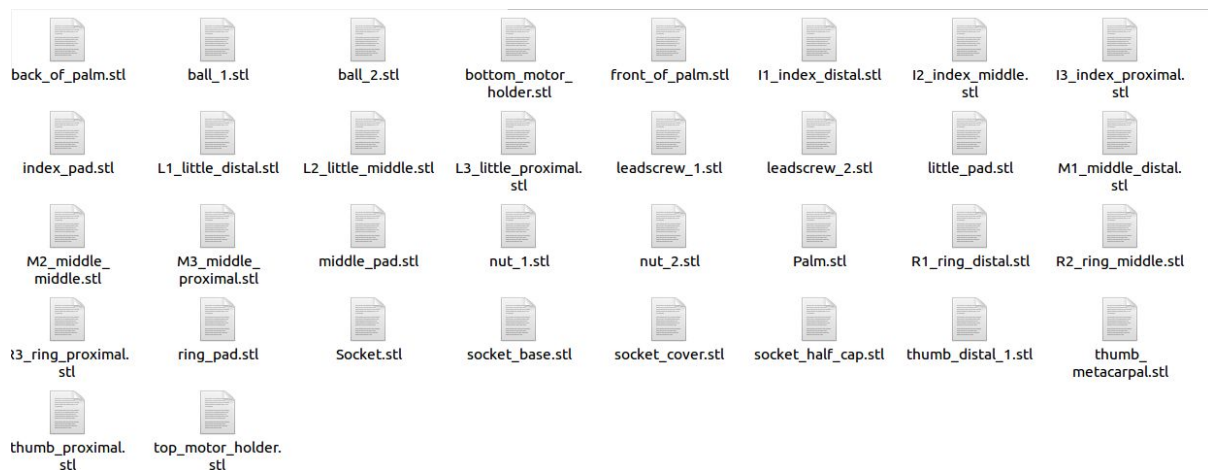 back_of_palm.stl
ball_1.stl
ball_2.stl
bottom_motor_
holder.stl
front_of_palm.stl
I1_index_distal.stl
I2_index_middle.
stl
I3_index_proximal.
stl
index_pad.stl
L1_little_distal.stl
L2_little_middle.stl
L3_little_proximal.
stl
leadscrew_1.stl
leadscrew_2.stl
little_pad.stl
M1_middle_distal.
stl
M2_middle_
middle.stl
M3_middle_
proximal.stl
middle_pad.stl
nut_1.stl
nut_2.stl
Palm.stl
R1_ring_distal.stl
R2_ring_middle.stl
R3_ring_proximal.
stl
ring_pad.stl
Socket.stl
socket_base.stl
socket_cover.stl
socket_half_cap.stl
thumb_distal_1.stl
thumb_
metacarpal.stl
thumb_proximal.
stl
top_motor_holder.
stl